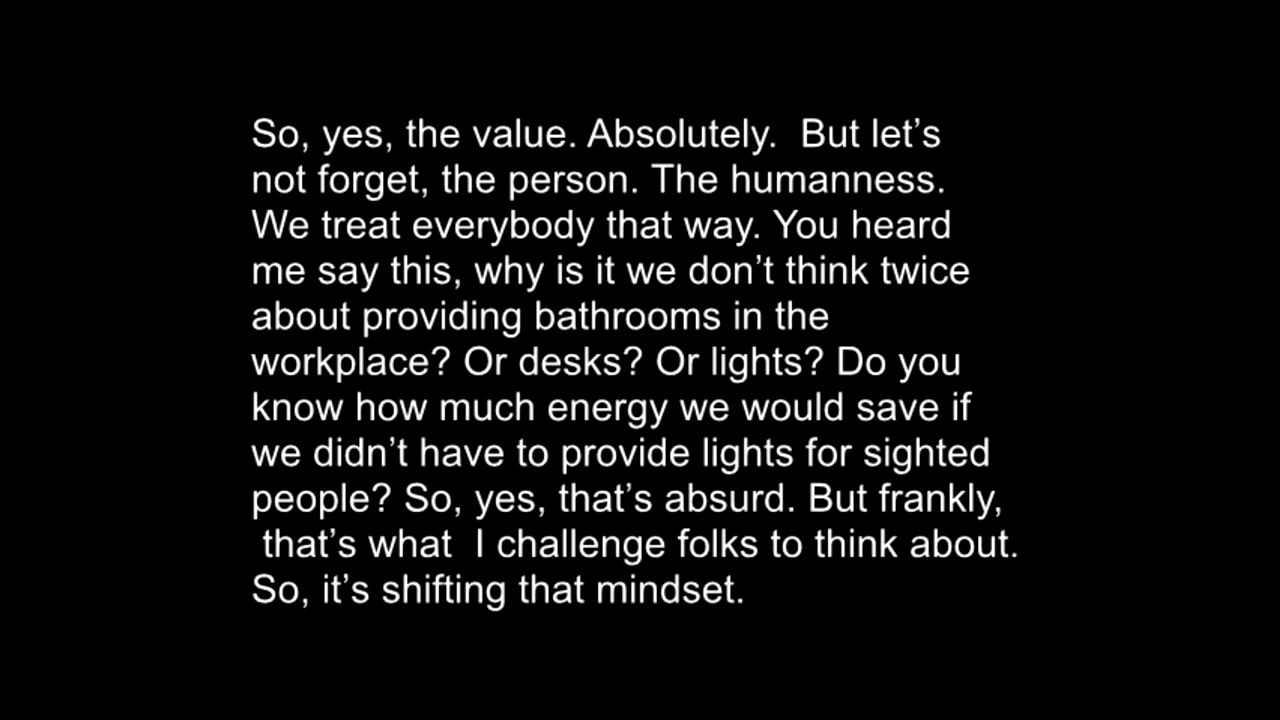 So, yes, the value. Absolutely.  But let’s
not forget, the person. The humanness.
We treat everybody that way. You heard
me say this, why is it we don’t think twice
about providing bathrooms in the
workplace? Or desks? Or lights? Do you
know how much energy we would save if
we didn’t have to provide lights for sighted
people? So, yes, that’s absurd. But frankly,
 that’s what  I challenge folks to think about.
So, it’s shifting that mindset.